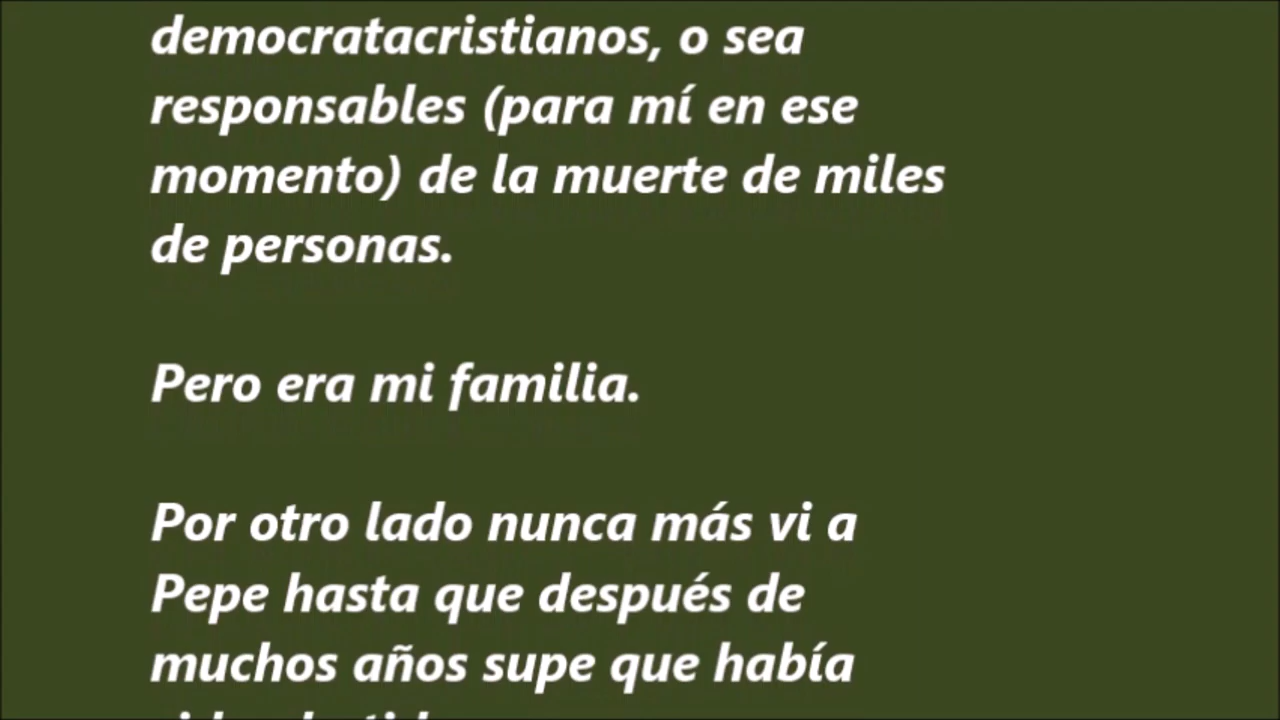 democratacristianos, o sea
responsables (para mí en ese
momento) de la muerte de miles
de personas.
Pero era mi familia.
Por otro lado nunca más vi a
Pepe hasta que después de
muchos años supe que había